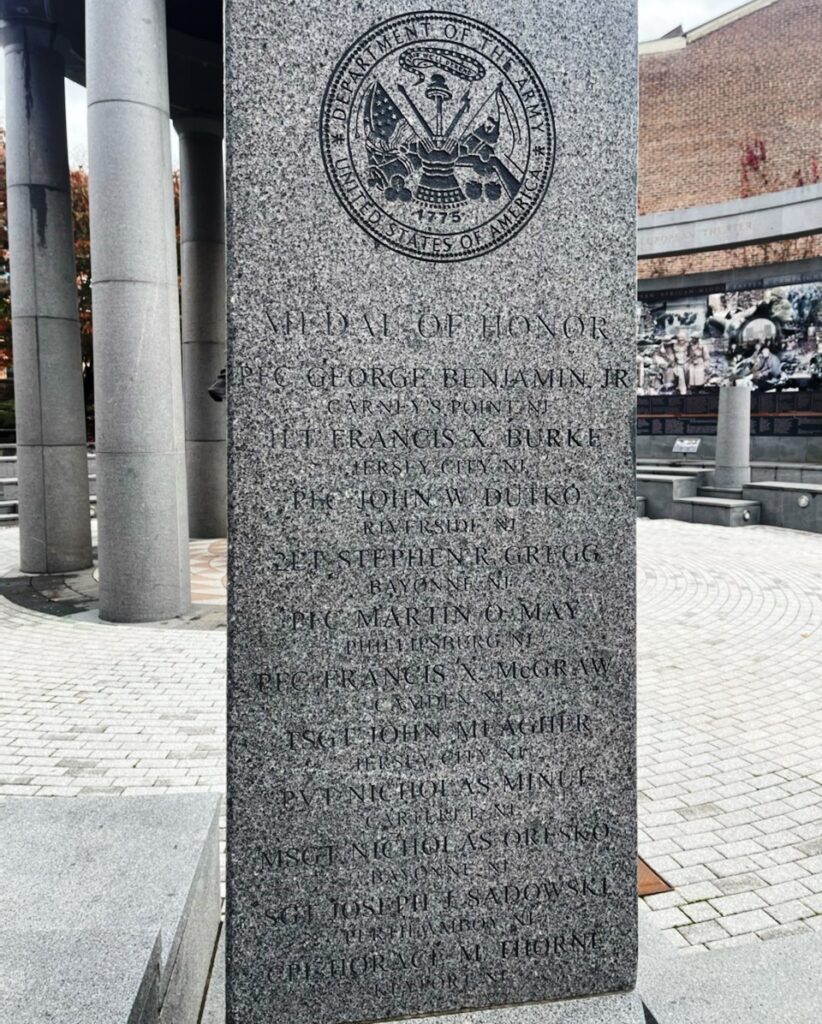 DEPARTMENT OF THE ARMY
1775
UNITED STATES OF AMERICA
MEDAL OF HONOR
PFC GEORGE BENJAMIN, JR
CARNEY'S POINT, NJ
1LT FRANCIS X. BURKE
JERSEY CITY, NJ
PFC JOHN W. DUTKO
RIVERSIDE, NJ
2LT STEPHEN R. GREGG
BAYONNE, NJ
PFC MARTIN O. MAY
PHILLIPSBURG, NJ
PFC FRANCIS X. McGRAW
CAMDEN, NJ
TSGT JOHN MEAGHER
JERSEY CITY, NJ
PVT NICHOLAS MINUE
CARTERET, NJ
MSGT NICHOLAS ORESKO
BAYONNE, NJ
SGT JOSEPH J. SADOWSKI
PERTH AMBOY, NJ
CPL HORACE M. THORNE
KEYPORT, NJ
EUROPEAN THEATER